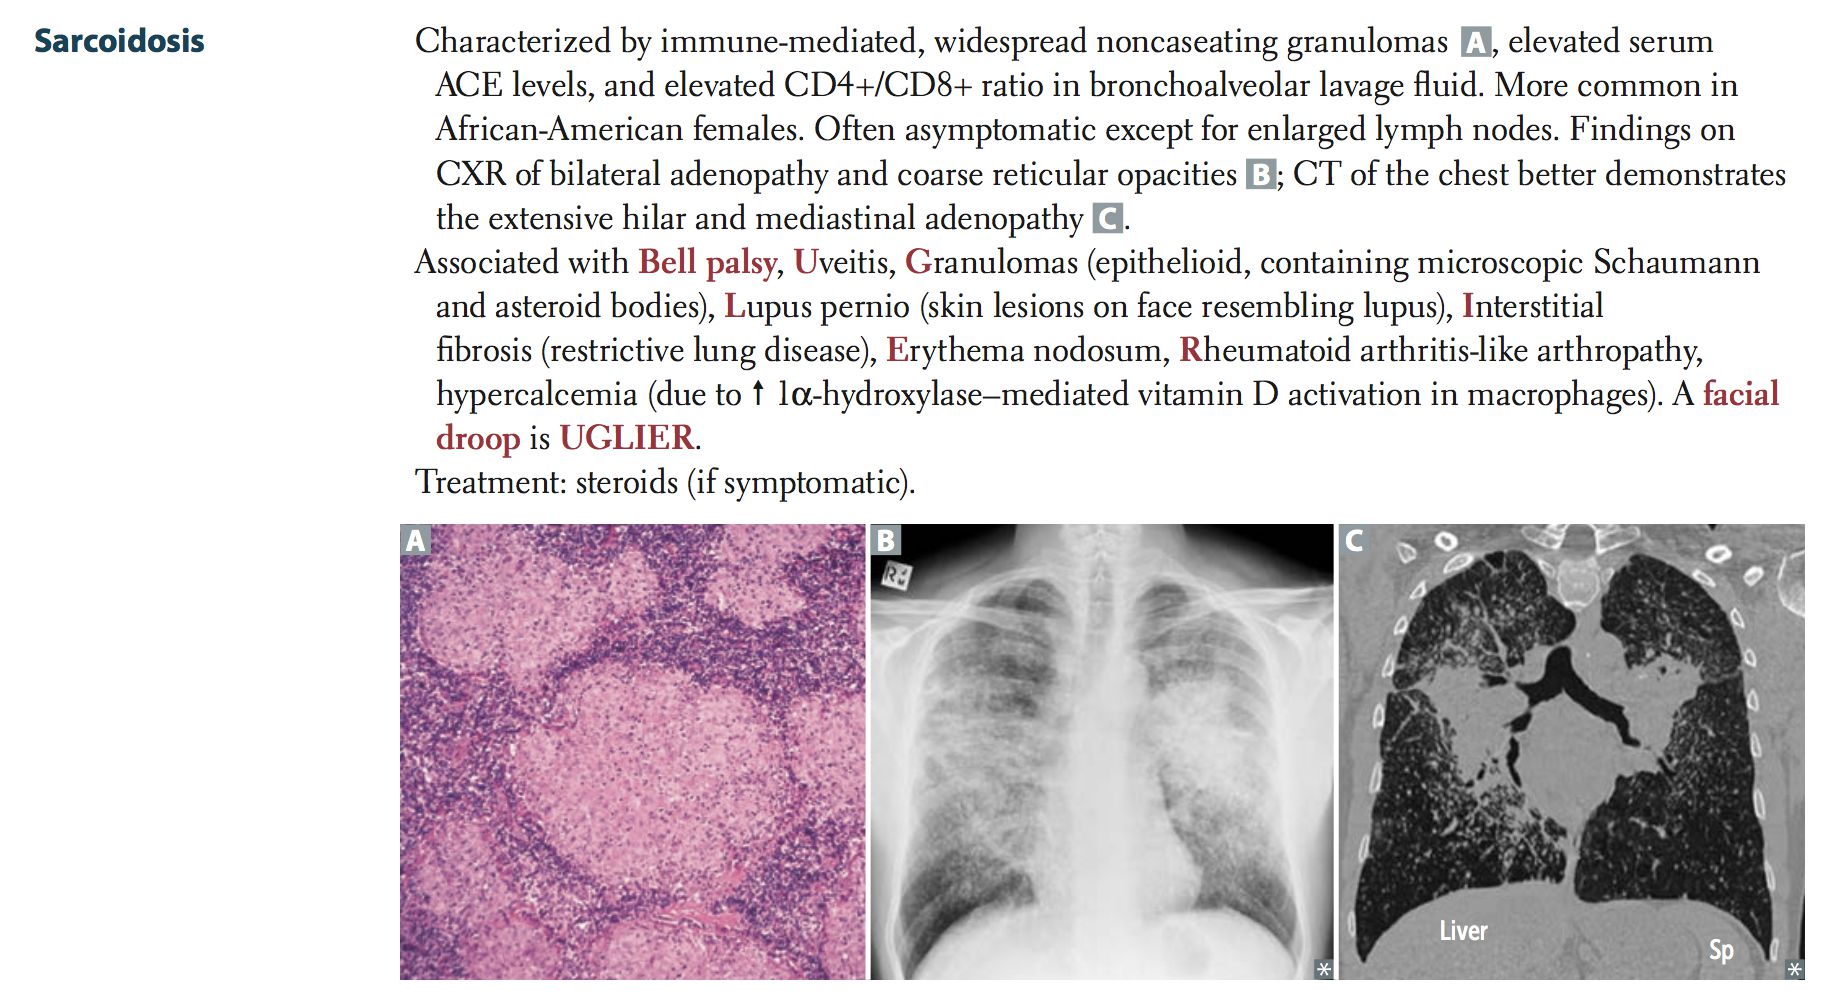 Sarcoidosis
Characterized by immune-mediated, widespread noncaseating granulomas A, elevated serum
ACE levels, and elevated CD4+/CD8+ ratio in bronchoalveolar lavage fluid. More common in
African-American females. Often asymptomatic except for enlarged lymph nodes. Findings on
CXR of bilateral adenopathy and coarse reticular opacities B; CT of the chest better demonstrates
the extensive hilar and mediastinal adenopathy C.
Associated with Bell palsy, Uveitis, Granulomas (epithelioid, containing microscopic Schaumann
and asteroid bodies), Lupus pernio (skin lesions on face resembling lupus), Interstitial
fibrosis (restrictive lung disease), Erythema nodosum, Rheumatoid arthritis-like arthropathy,
hypercalcemia (due to ↑ 1α-hydroxylase–mediated vitamin D activation in macrophages). A facial
droop is UGLIER.
Treatment: steroids (if symptomatic).
A
B
C
Liver
Sp
*
*